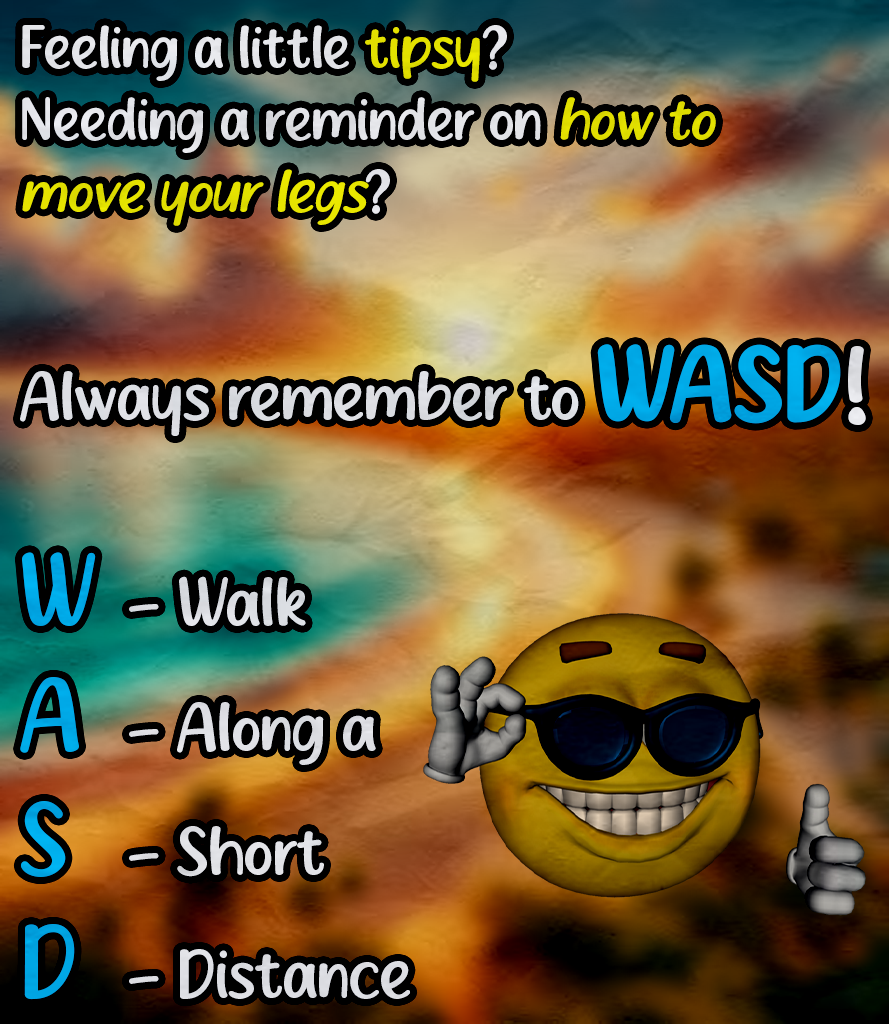 Feeling a little tipsy?
Needing a reminder on how to
move your legs?
Always remember to WASD!
W - Walk
A - Along a
S - Short
D - Distance